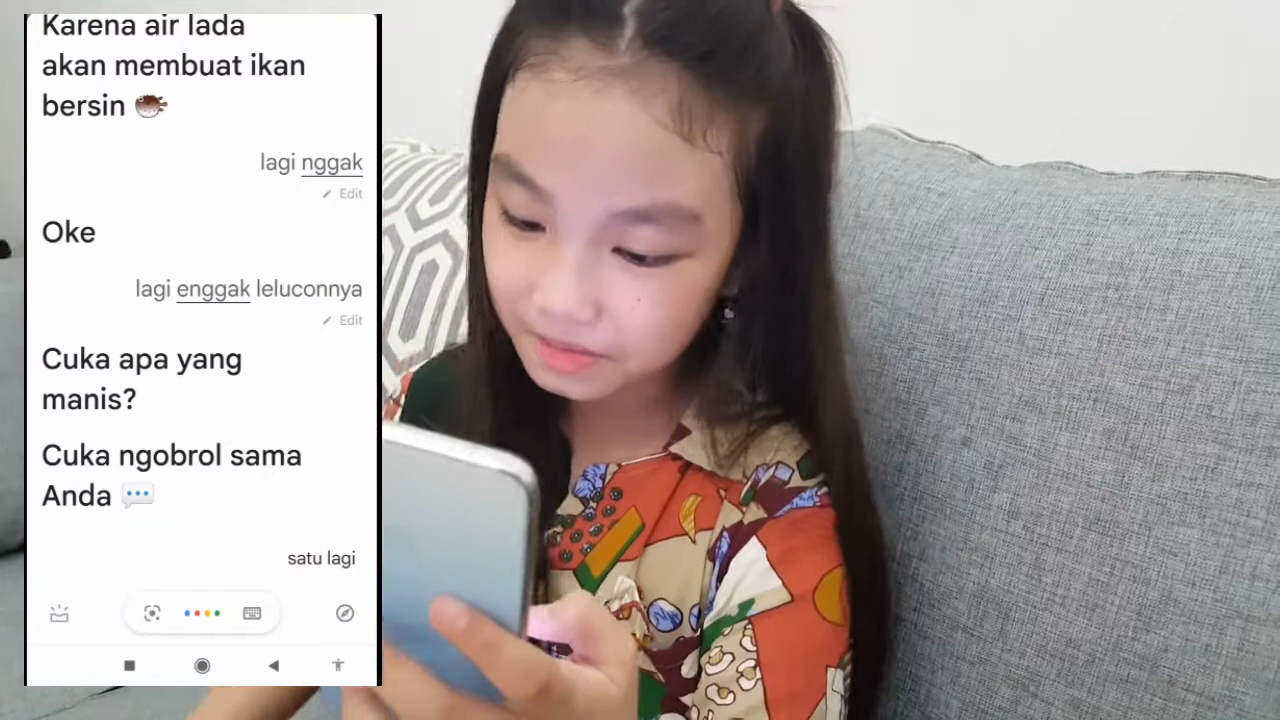 Karena air lada
akan membuat ikan
bersin
lagi nggak
Edit
Oke
lagi enggak leluconnya
Edit
Cuka apa yang
manis?
Cuka ngobrol sama
Anda
satu lagi